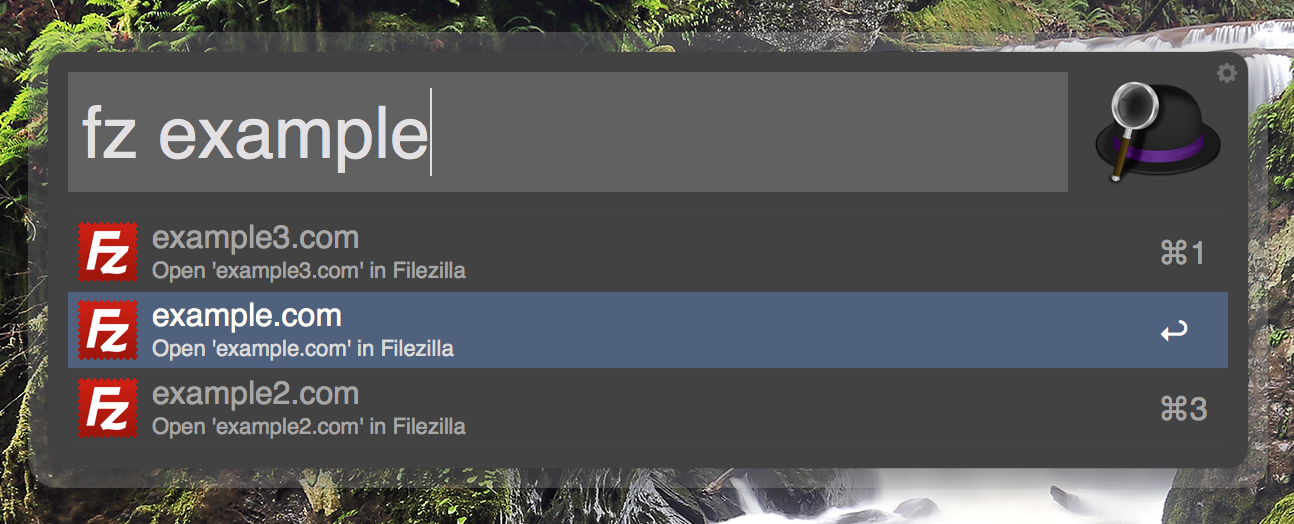 fz example
Fz
example3.com
Open 'example3.com' in Filezilla
⌘1
Fz
example.com
Open 'example.com' in Filezilla
Fz
example2.com
Open 'example2.com' in Filezilla
⌘3